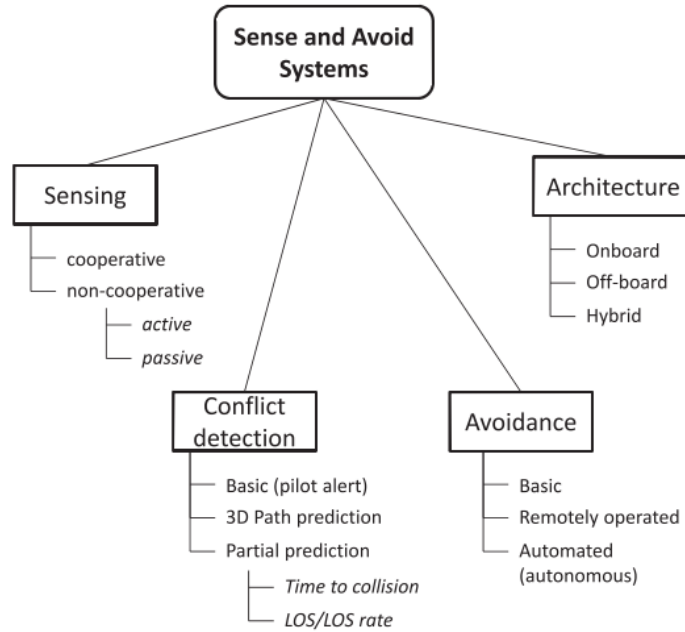 Sense and Avoid
Systems
Sensing
cooperative
non-cooperative
active
passive
Architecture
Onboard
Off-board
Hybrid
Conflict
detection
Basic (pilot alert)
3D Path prediction
Partial prediction
Time to collision
LOS/LOS rate
Avoidance
Basic
Remotely operated
Automated
(autonomous)